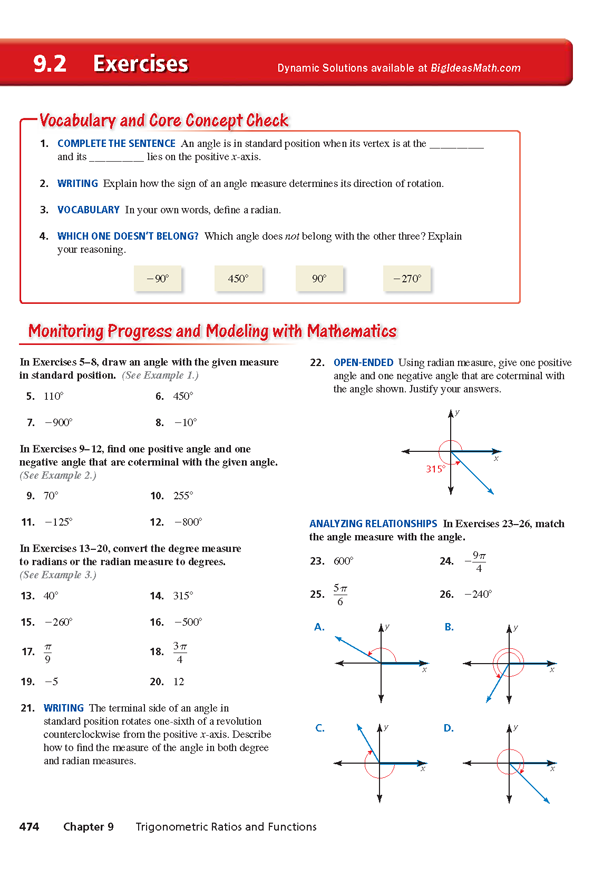 9.2 Exercises
Dynamic Solutions available at BigIdeasMath.com
Vocabulary and Core Concept Check
1. COMPLETE THE SENTENCE An angle is in standard position when its vertex is at the __________
and its __________ lies on the positive x-axis.
2. WRITING Explain how the sign of an angle measure determines its direction of rotation.
3. VOCABULARY In your own words, define a radian.
4. WHICH ONE DOESN'T BELONG? Which angle does not belong with the other three? Explain
your reasoning.
−90° 450° 90° −270°
Monitoring Progress and Modeling with Mathematics
In Exercises 5–8, draw an angle with the given measure
in standard position. (See Example 1.)
5. 110° 6. 450°
7. −900° 8. −10°
In Exercises 9–12, find one positive angle and one
negative angle that are coterminal with the given angle.
(See Example 2.)
9. 70° 10. 255°
11. −125° 12. −800°
In Exercises 13–20, convert the degree measure
to radians or the radian measure to degrees.
(See Example 3.)
13. 40° 14. 315°
15. −260° 16. −500°
17. π/9 18. 3π/4
19. −5 20. 12
21. WRITING The terminal side of an angle in
standard position rotates one-sixth of a revolution
counterclockwise from the positive x-axis. Describe
how to find the measure of the angle in both degree
and radian measures.
22. OPEN-ENDED Using radian measure, give one positive
angle and one negative angle that are coterminal with
the angle shown. Justify your answers.
y
x
315°
ANALYZING RELATIONSHIPS In Exercises 23–26, match
the angle measure with the angle.
23. 600° 24. −9π/4
25. 5π/6 26. −240°
A. y B. y
x x
C. y D. y
x x
474 Chapter 9 Trigonometric Ratios and Functions